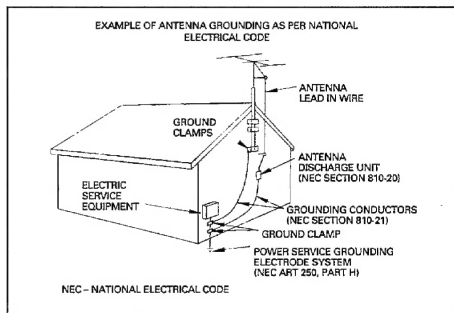 EXAMPLE OF ANTENNA GROUNDING AS PER NATIONAL
ELECTRICAL CODE
ANTENNA
LEAD IN WIRE
GROUND
CLAMPS
ANTENNA
DISCHARGE UNIT
(NEC SECTION 810-20)
ELECTRIC
SERVICE
EQUIPMENT
GROUNDING CONDUCTORS
(NEC SECTION 810-21)
GROUND CLAMP
POWER SERVICE GROUNDING
ELECTRODE SYSTEM
(NEC ART 250, PART H)
NEC – NATIONAL ELECTRICAL CODE